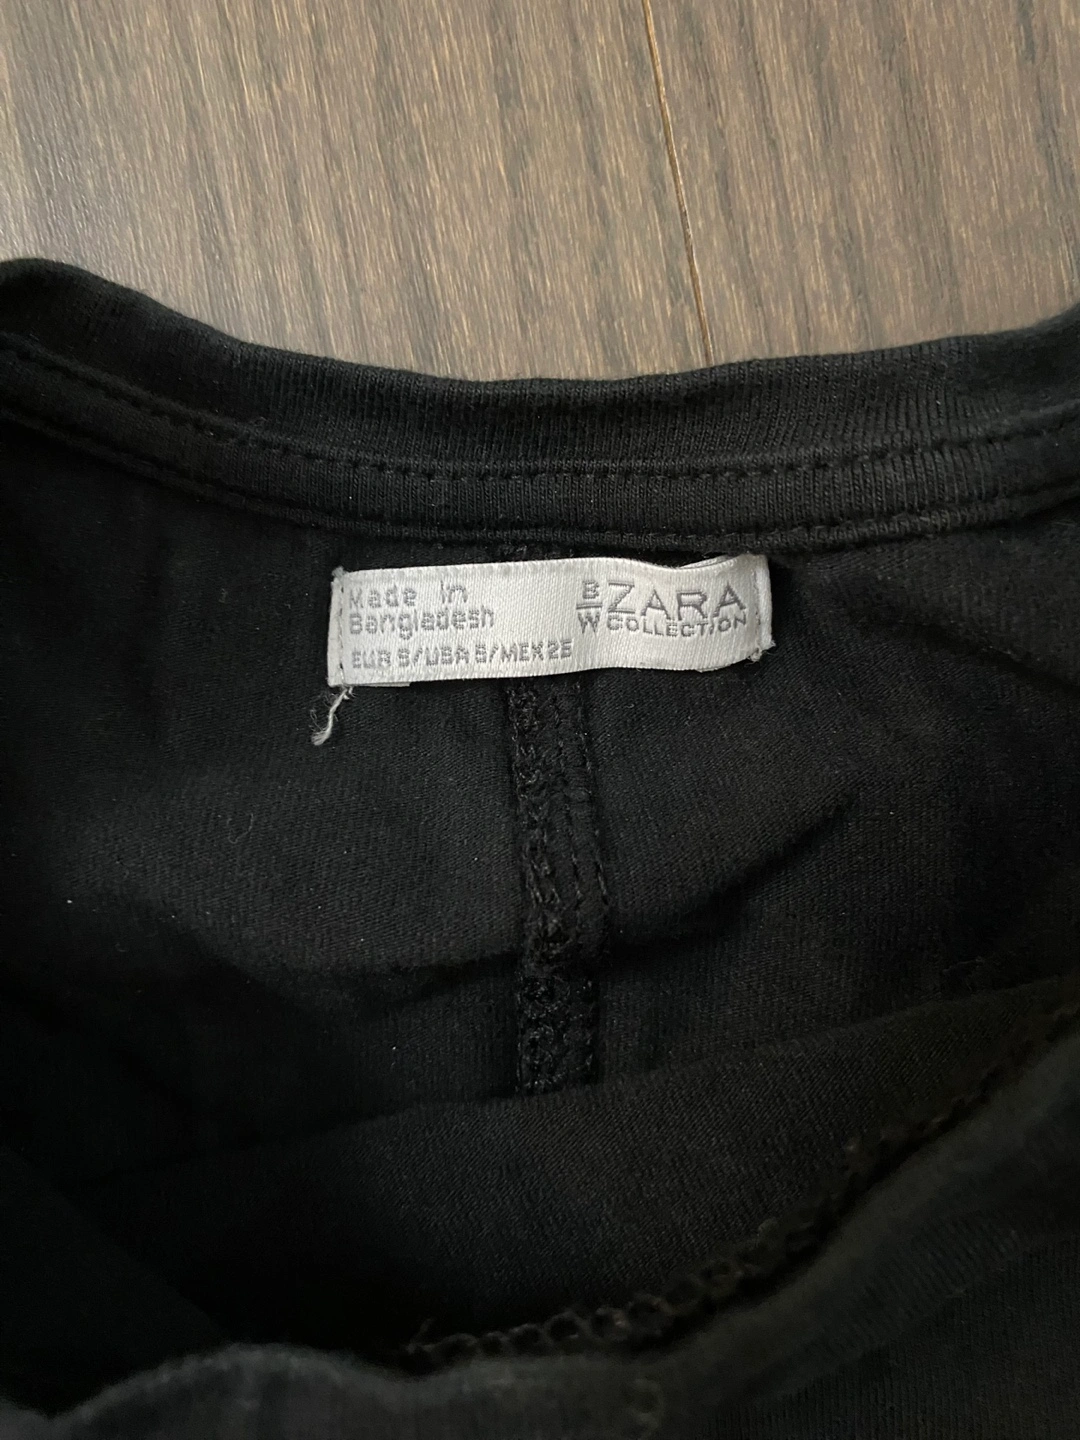 Made in
Bangladesh
EUR S/USA S/MEX 26
B/W ZARA
COLLECTION